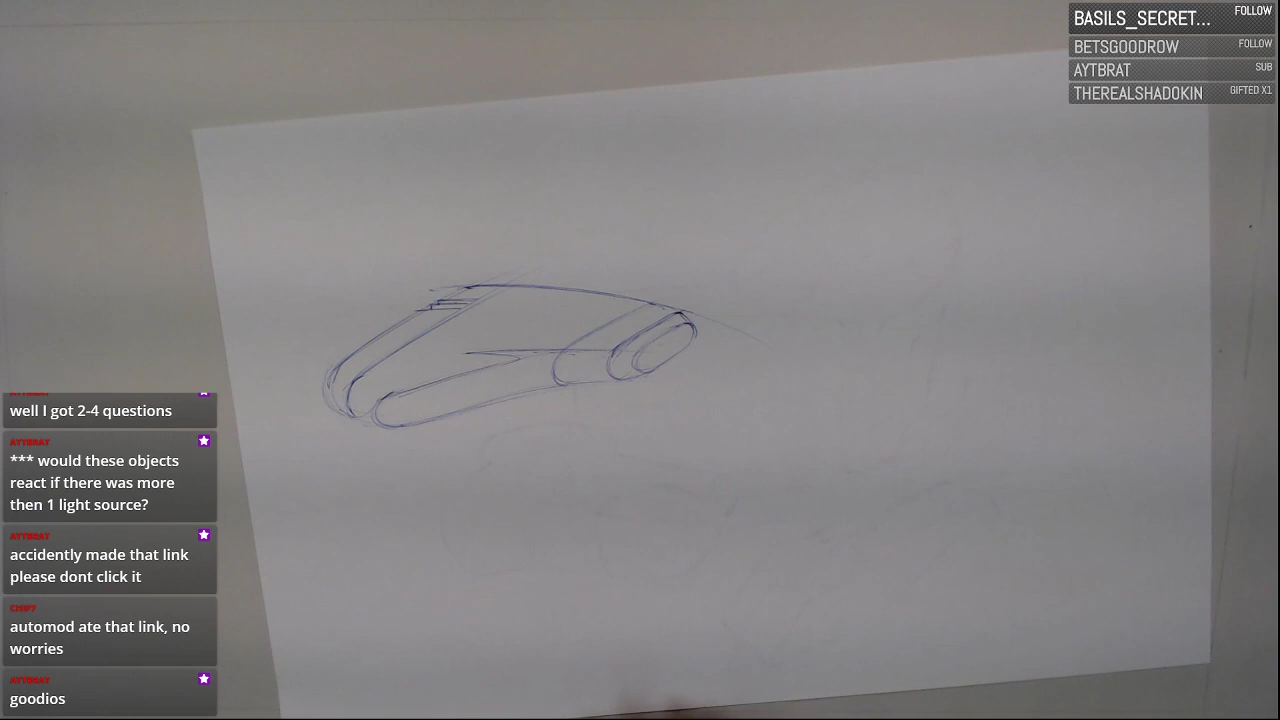 BASILS_SECRET... FOLLOW
BETSGOODROW FOLLOW
AYTBRAT SUB
THEREALSHADOKIN GIFTED X1
AYTBRAT
well I got 2-4 questions
AYTBRAT
*** would these objects
react if there was more
then 1 light source?
AYTBRAT
accidently made that link
please dont click it
automod ate that link, no
worries
AYTBRAT
goodios